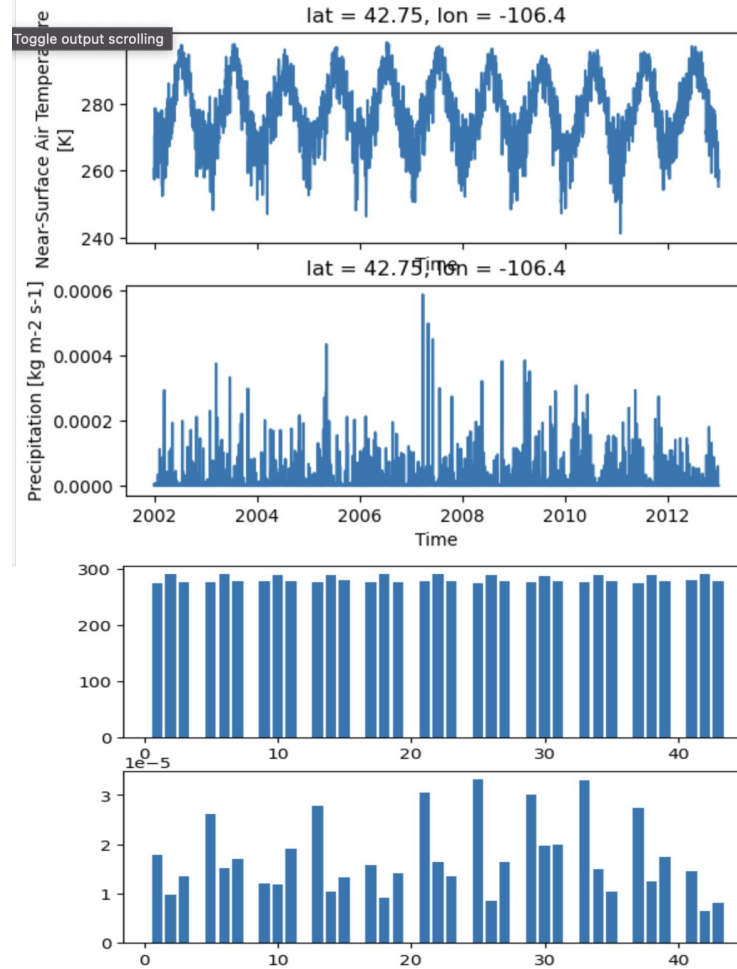 lat = 42.75, lon = -106.4
Toggle output scrolling
Near-Surface Air Temperature
[K]
280
260
240
Time
lat = 42.75, lon = -106.4
Precipitation [kg m-2 s-1]
0.0006
0.0004
0.0002
0.0000
2002 2004 2006 2008 2010 2012
Time
300
200
100
0
0 10 20 30 40
1e−5
3
2
1
0
0 10 20 30 40